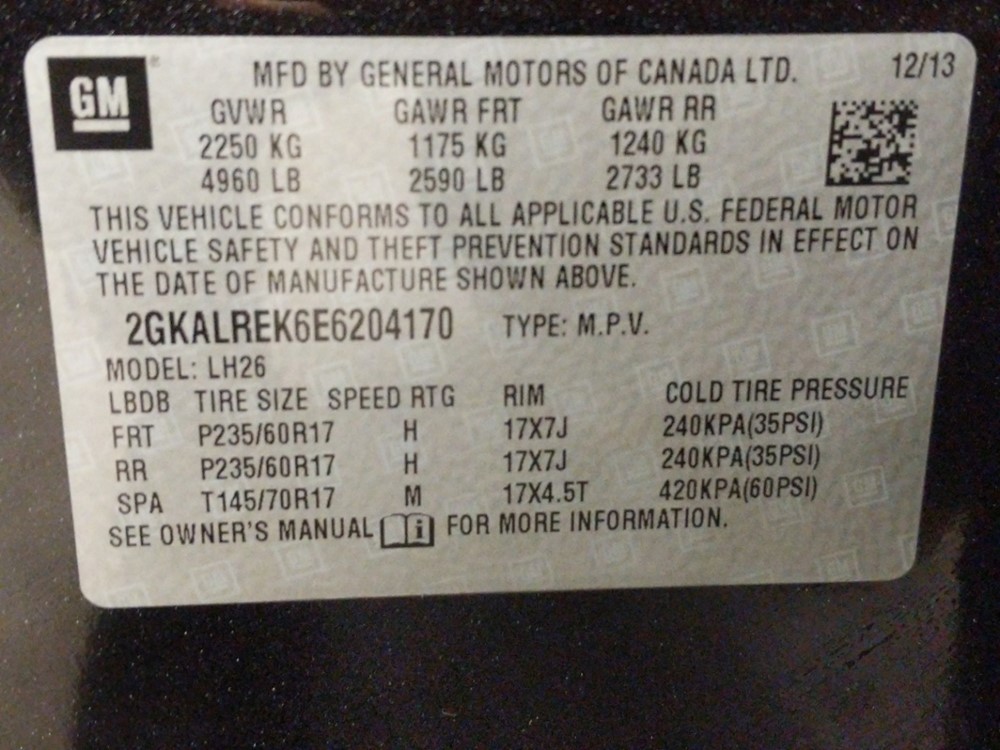 GM
MFD BY GENERAL MOTORS OF CANADA LTD. 12/13
GVWR GAWR FRT GAWR RR
2250 KG 1175 KG 1240 KG
4960 LB 2590 LB 2733 LB
THIS VEHICLE CONFORMS TO ALL APPLICABLE U.S. FEDERAL MOTOR
VEHICLE SAFETY AND THEFT PREVENTION STANDARDS IN EFFECT ON
THE DATE OF MANUFACTURE SHOWN ABOVE.
2GKALREK6E6204170 TYPE: M.P.V.
MODEL: LH26
LBDB TIRE SIZE SPEED RTG RIM COLD TIRE PRESSURE
FRT P235/60R17 H 17X7J 240KPA(35PSI)
RR P235/60R17 H 17X7J 240KPA(35PSI)
SPA T145/70R17 M 17X4.5T 420KPA(60PSI)
SEE OWNER'S MANUAL i FOR MORE INFORMATION.